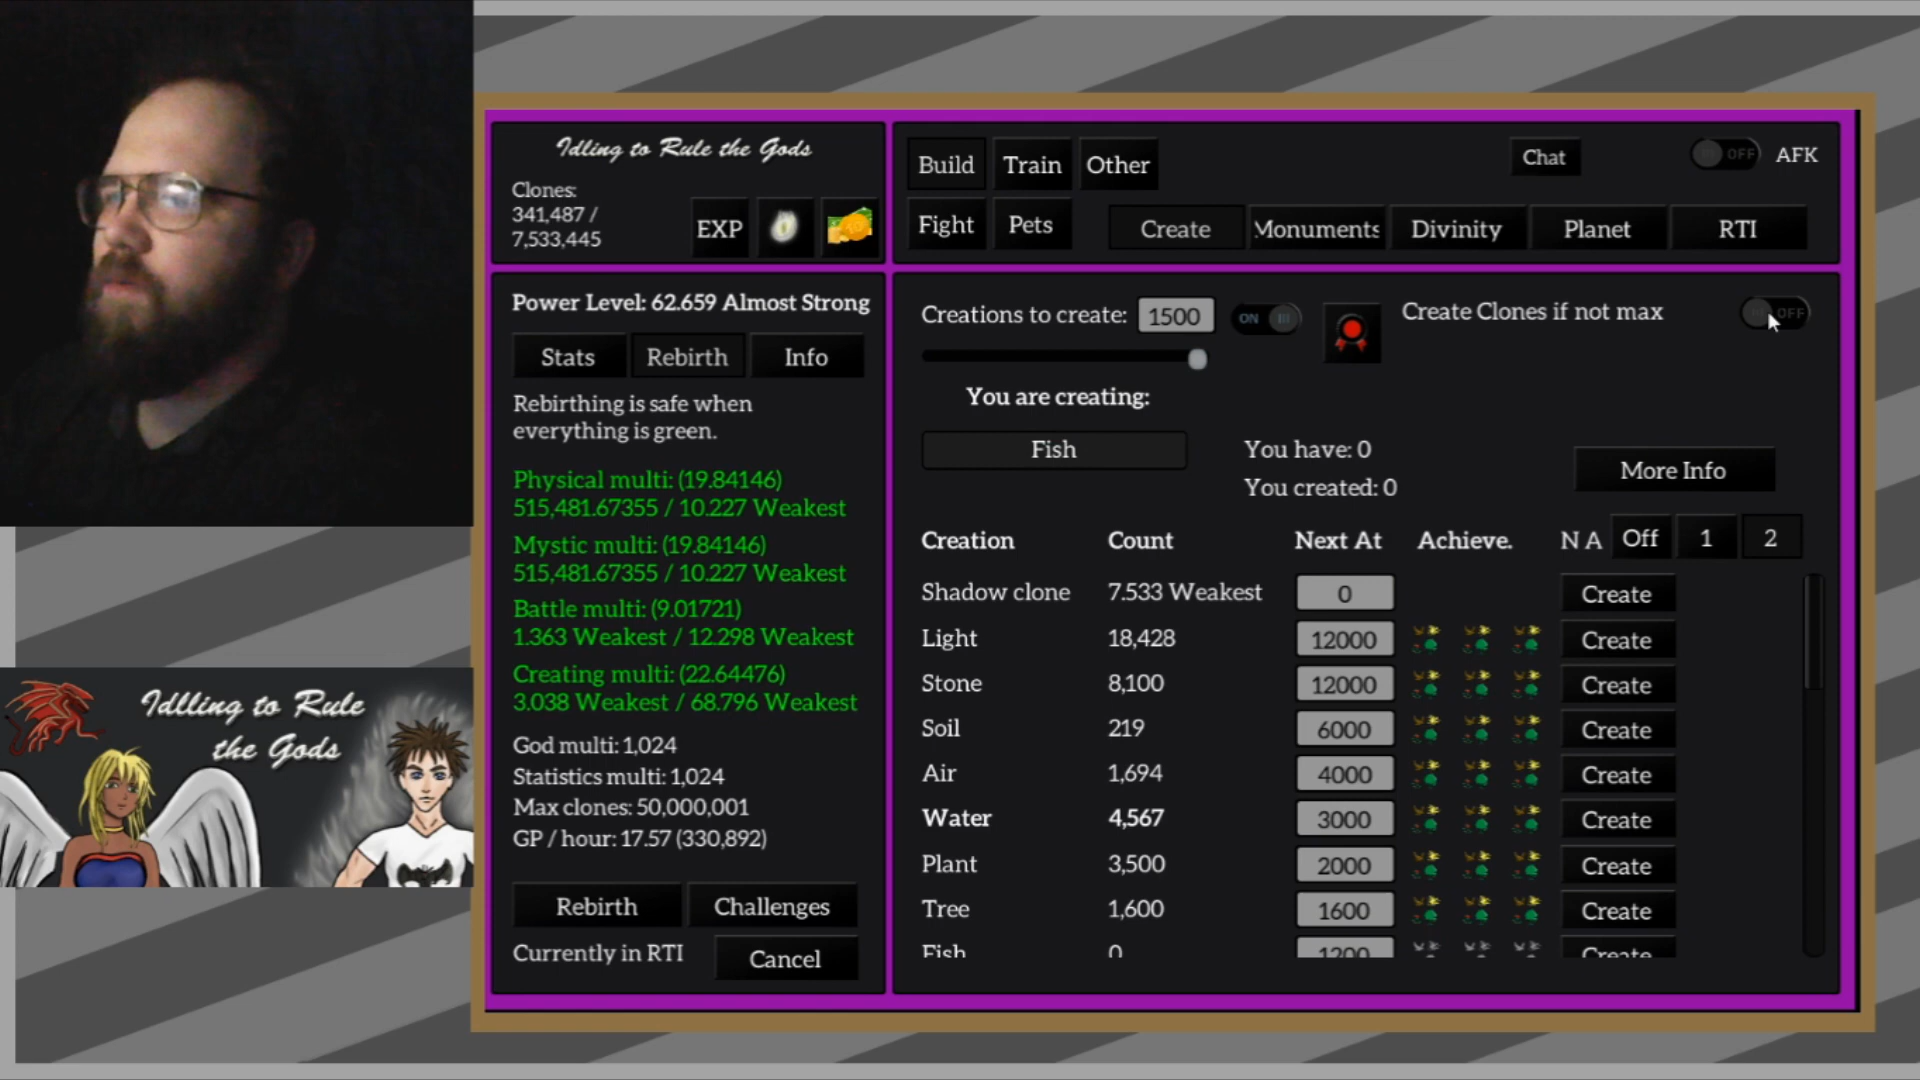 Idling to Rule the Gods
Clones:
341,487 /
7,533,445
EXP
Build
Train
Other
Chat
OFF
AFK
Fight
Pets
Create
Monuments
Divinity
Planet
RTI
Power Level: 62.659 Almost Strong
Stats
Rebirth
Info
Rebirthing is safe when
everything is green.
Physical multi: (19.84146)
515,481.67355 / 10.227 Weakest
Mystic multi: (19.84146)
515,481.67355 / 10.227 Weakest
Battle multi: (9.01721)
1.363 Weakest / 12.298 Weakest
Creating multi: (22.64476)
3.038 Weakest / 68.796 Weakest
God multi: 1,024
Statistics multi: 1,024
Max clones: 50,000,001
GP / hour: 17.57 (330,892)
Rebirth
Challenges
Currently in RTI
Cancel
Creations to create: 1500
ON
Create Clones if not max
OFF
You are creating:
Fish
You have: 0
You created: 0
More Info
Creation Count Next At Achieve. N A Off 1 2
Shadow clone 7.533 Weakest 0 Create
Light 18,428 12000 Create
Stone 8,100 12000 Create
Soil 219 6000 Create
Air 1,694 4000 Create
Water 4,567 3000 Create
Plant 3,500 2000 Create
Tree 1,600 1600 Create
Fish 0 1200 Create
Idlling to Rule
the Gods